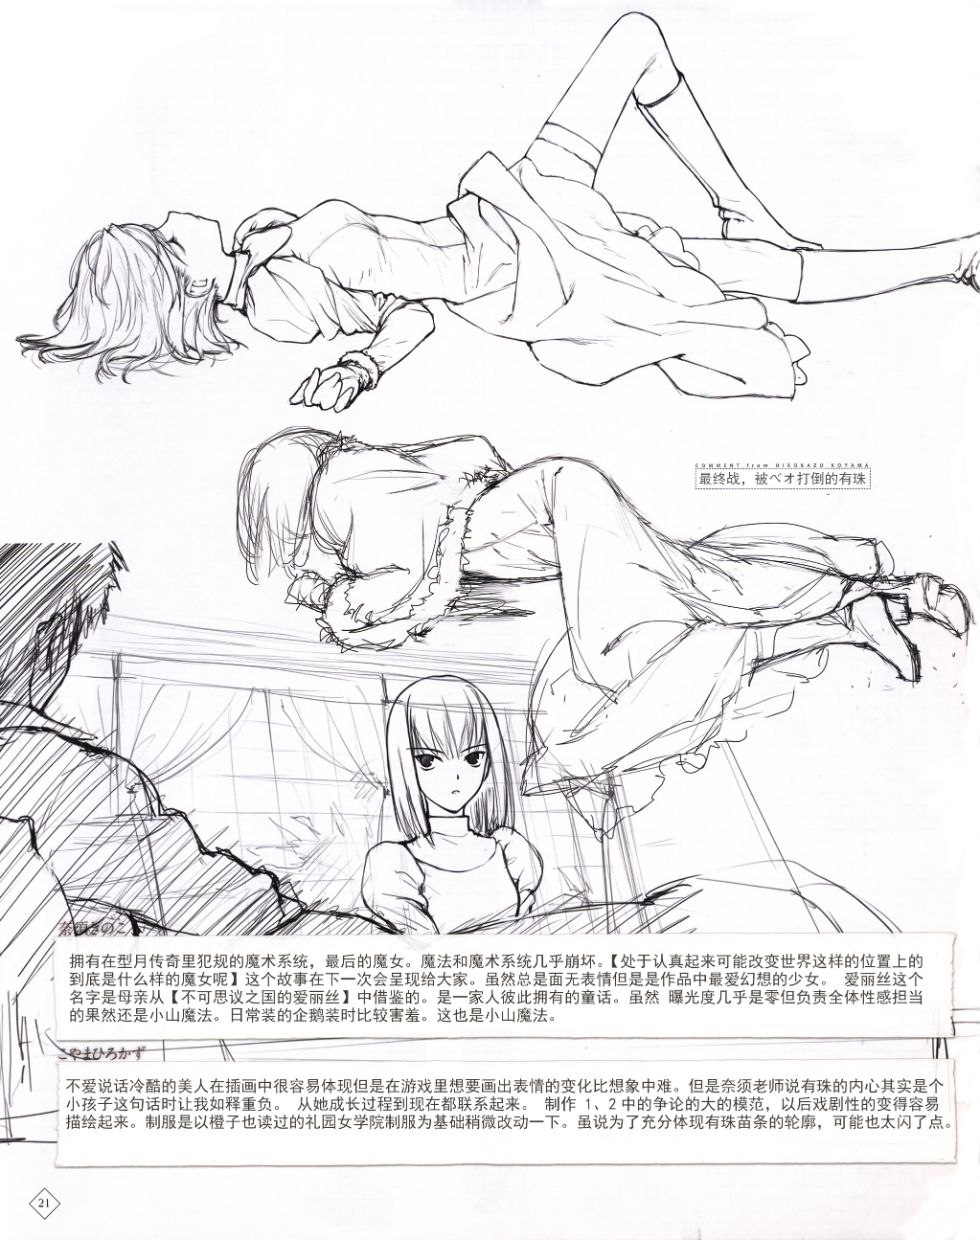 COMMENT from HIROKAZU KOYAMA
最终战，被ベオ打倒的有珠
奈須きのこ
拥有在型月传奇里犯规的魔术系统，最后的魔女。魔法和魔术系统几乎崩坏。【处于认真起来可能改变世界这样的位置上的
到底是什么样的魔女呢】这个故事在下一次会呈现给大家。虽然总是面无表情但是是作品中最爱幻想的少女。 爱丽丝这个
名字是母亲从【不可思议之国的爱丽丝】中借鉴的。是一家人彼此拥有的童话。虽然 曝光度几乎是零但负责全体性感担当
的果然还是小山魔法。日常装的企鹅装时比较害羞。这也是小山魔法。
こやまひろかず
不爱说话冷酷的美人在插画中很容易体现但是在游戏里想要画出表情的变化比想象中难。但是奈须老师说有珠的内心其实是个
小孩子这句话时让我如释重负。 从她成长过程到现在都联系起来。 制作 1、2 中的争论的大的模范，以后戏剧性的变得容易
描绘起来。制服是以橙子也读过的礼园女学院制服为基础稍微改动一下。虽说为了充分体现有珠苗条的轮廓，可能也太闪了点。
21